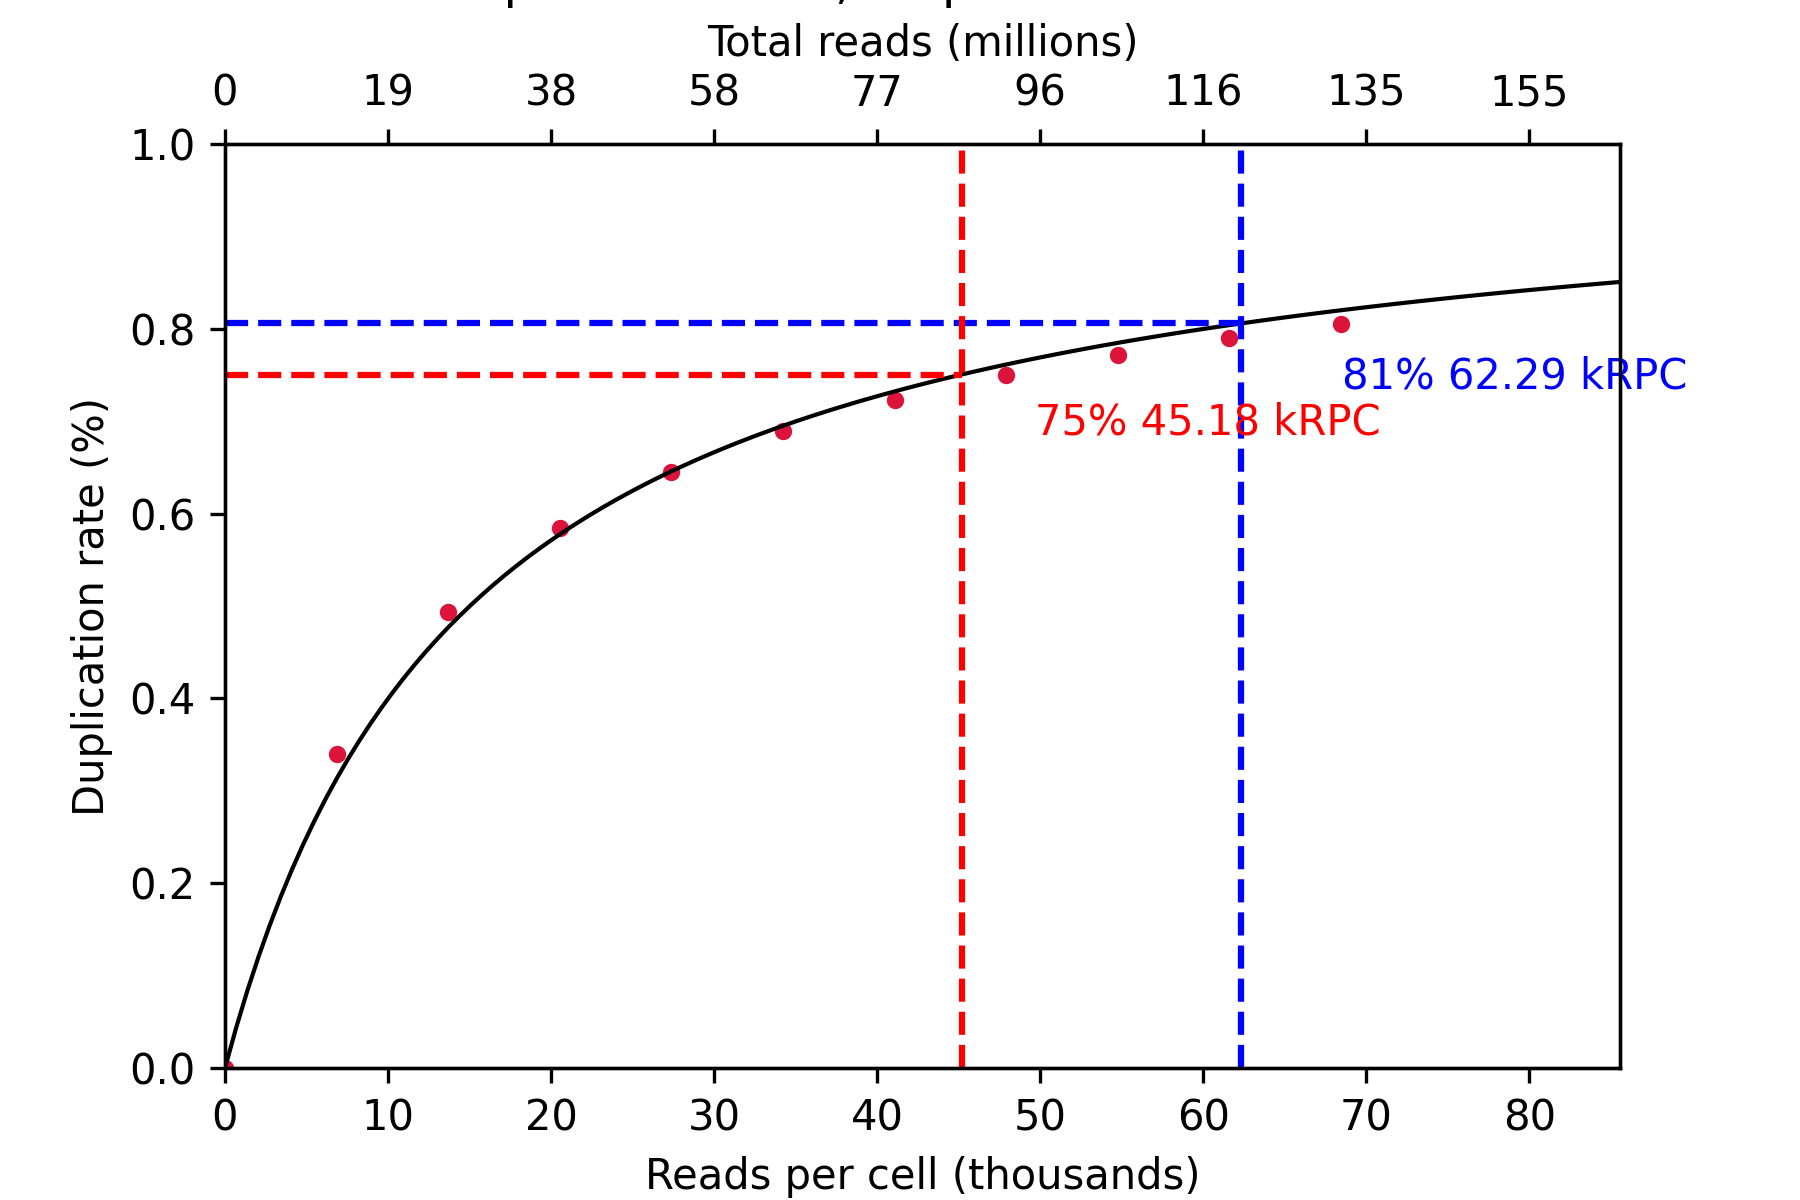 Total reads (millions)
0 19 38 58 77 96 116 135 155
1.0
0.8
81% 62.29 kRPC
75% 45.18 kRPC
0.6
0.4
0.2
0.0
Duplication rate (%)
0 10 20 30 40 50 60 70 80
Reads per cell (thousands)